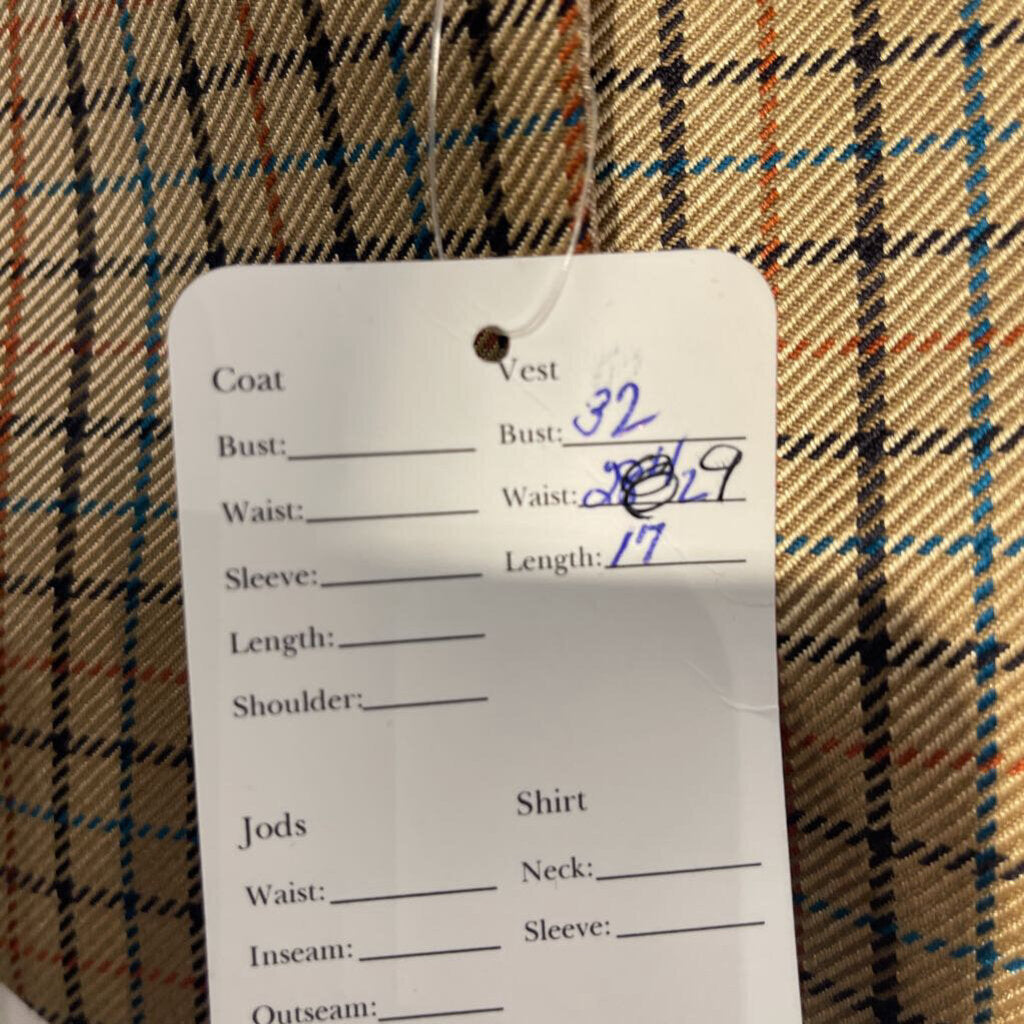 Coat
Bust:
Waist:
Sleeve:
Length:
Shoulder:
Vest
Bust: 32
Waist: 29
Length: 17
Jods
Waist:
Inseam:
Outseam:
Shirt
Neck:
Sleeve: